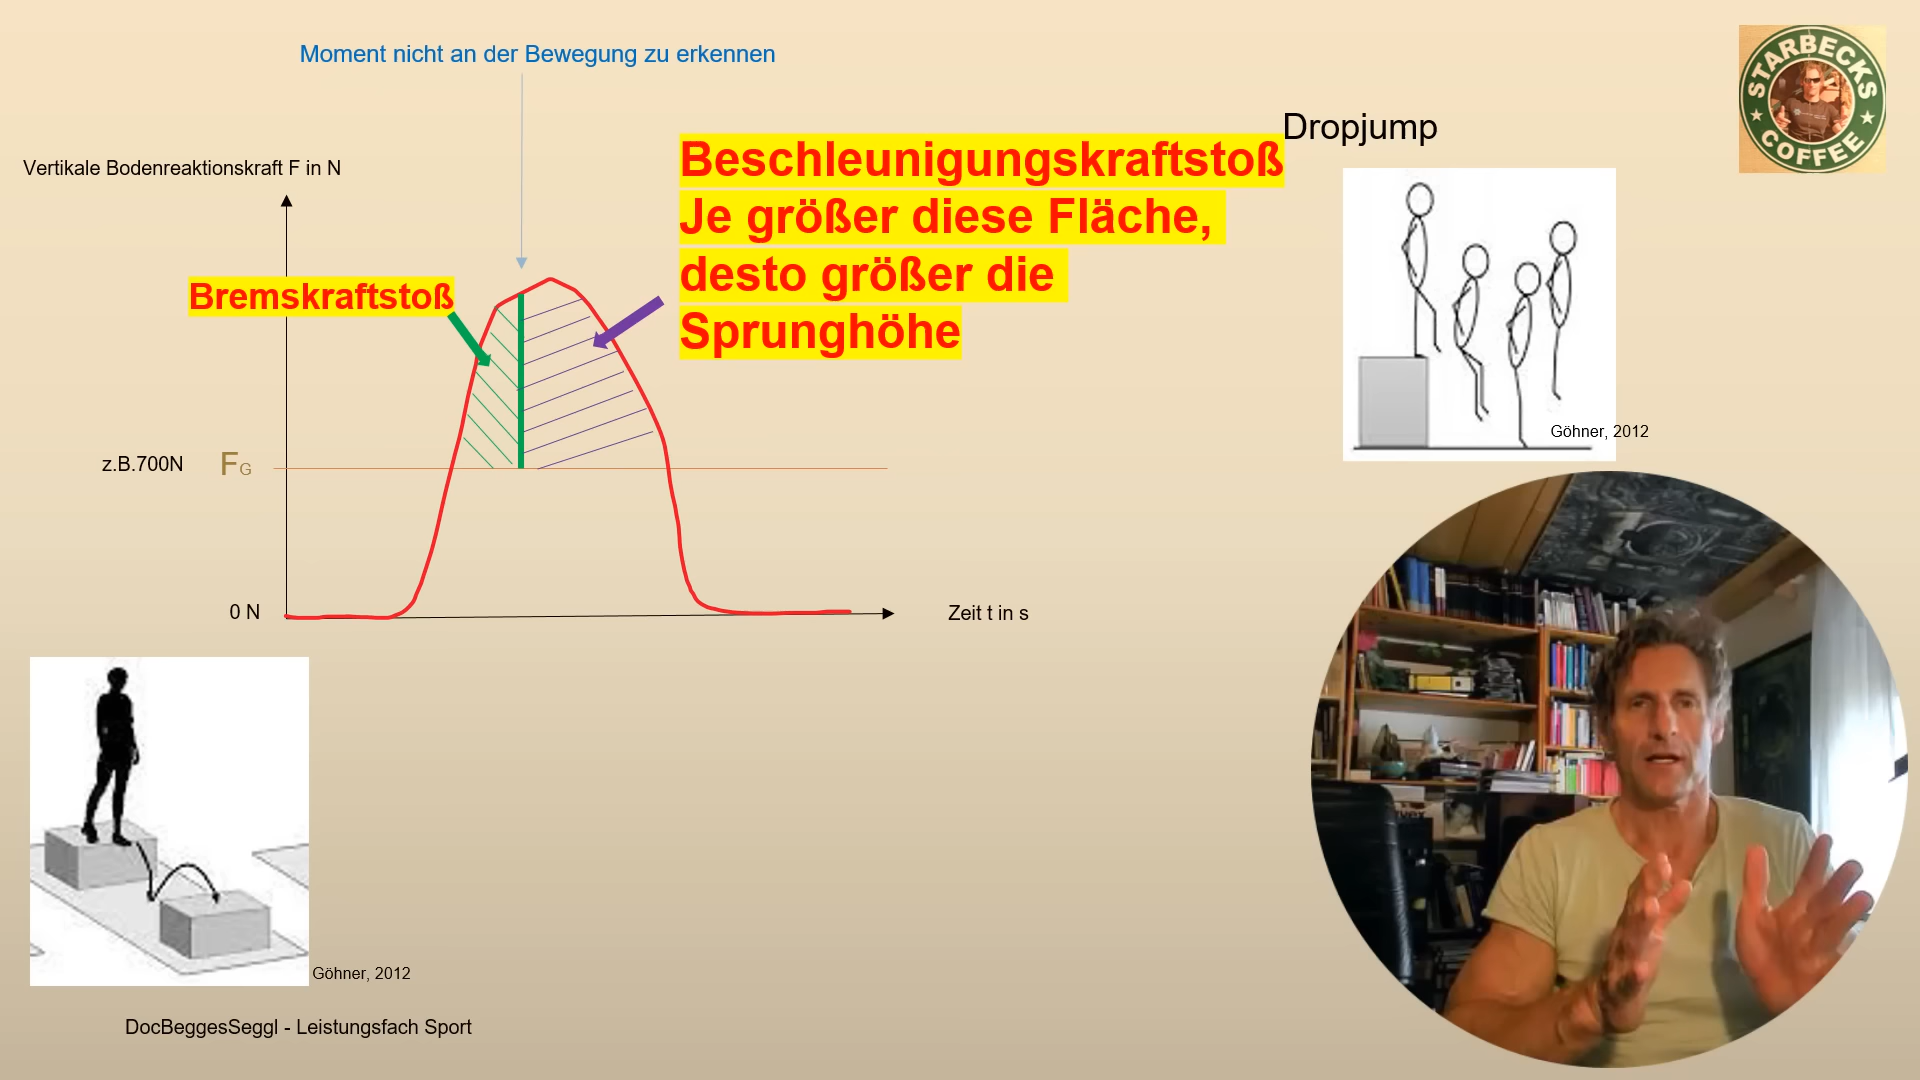 Moment nicht an der Bewegung zu erkennen
STARBECKS
COFFEE
Dropjump
Vertikale Bodenreaktionskraft F in N
Beschleunigungskraftstoß
Je größer diese Fläche,
desto größer die
Sprunghöhe
Bremskraftstoß
Göhner, 2012
z.B.700N
FG
0 N
Zeit t in s
Göhner, 2012
DocBeggesSeggl - Leistungsfach Sport